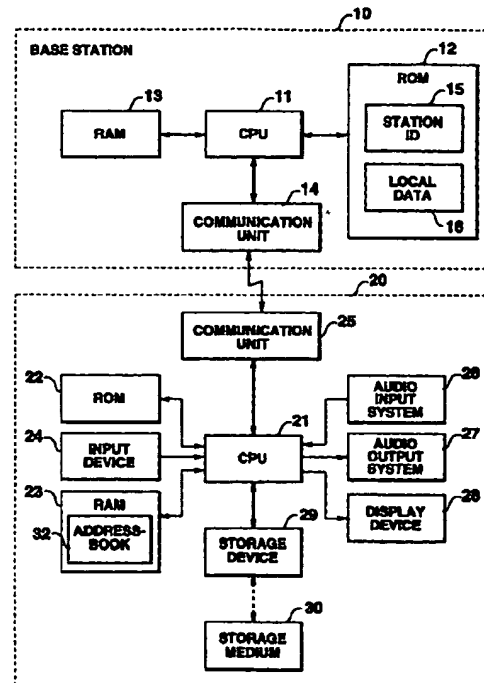 10
BASE STATION
12
ROM
13
RAM
11
CPU
15
STATION
ID
LOCAL
DATA
16
14
COMMUNICATION
UNIT
20
COMMUNICATION
UNIT
25
22
ROM
21
CPU
26
AUDIO
INPUT
SYSTEM
24
INPUT
DEVICE
27
AUDIO
OUTPUT
SYSTEM
23
RAM
32
ADDRESS-
BOOK
28
DISPLAY
DEVICE
29
STORAGE
DEVICE
30
STORAGE
MEDIUM